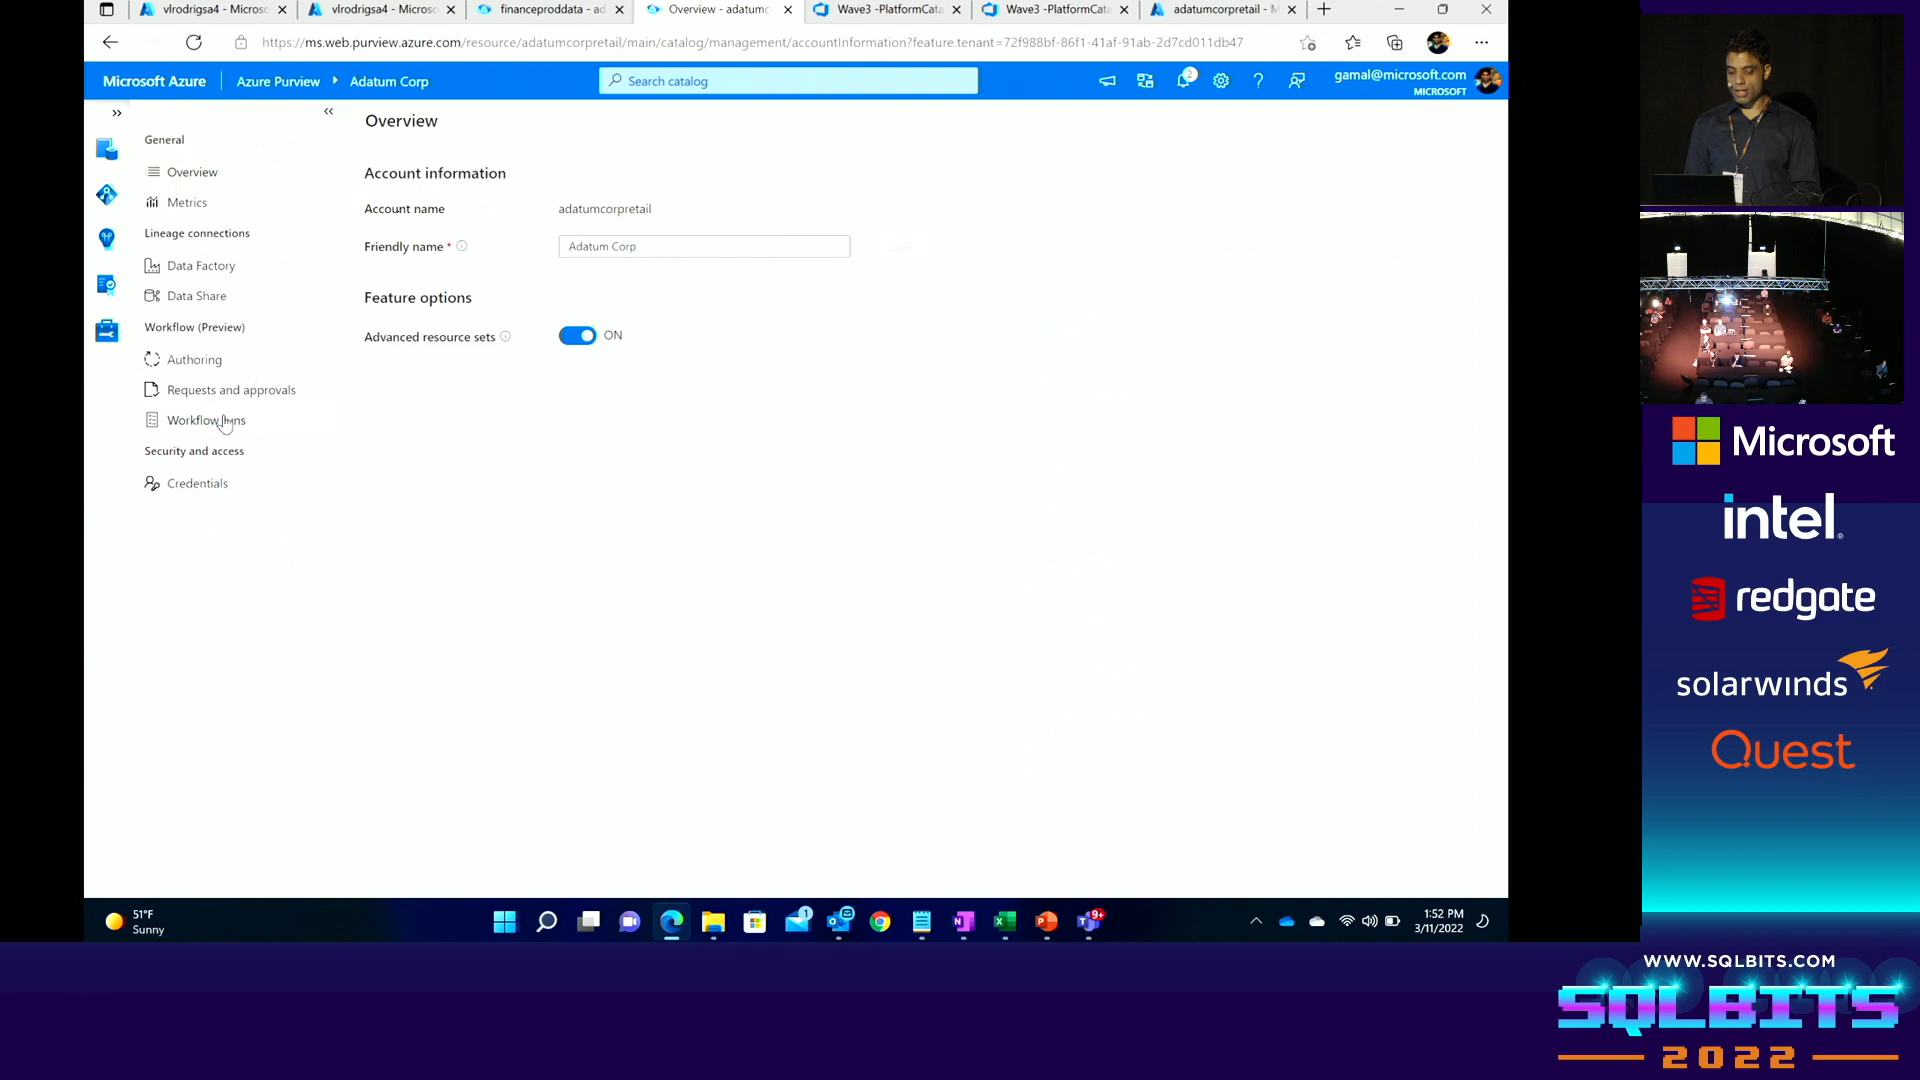 vlrodrigsa4 - Microso
vlrodrigsa4 - Microso
financeproddata - ad
Overview - adatumc
Wave3 -PlatformCata
Wave3 -PlatformCata
adatumcorpretail - M
https://ms.web.purview.azure.com/resource/adatumcorpretail/main/catalog/management/accountInformation?feature.tenant=72f988bf-86f1-41af-91ab-2d7cd011db47
Microsoft Azure
Azure Purview
Adatum Corp
Search catalog
2
gamal@microsoft.com
MICROSOFT
General
Overview
Metrics
Lineage connections
Data Factory
Data Share
Workflow (Preview)
Authoring
Requests and approvals
Workflow runs
Security and access
Credentials
Overview
Account information
Account name
adatumcorpretail
Friendly name *
Adatum Corp
Feature options
Advanced resource sets
ON
51°F
Sunny
1
9+
1:52 PM
3/11/2022
Microsoft
intel.
redgate
solarwinds
Quest
WWW.SQLBITS.COM
SQLBITS
2022